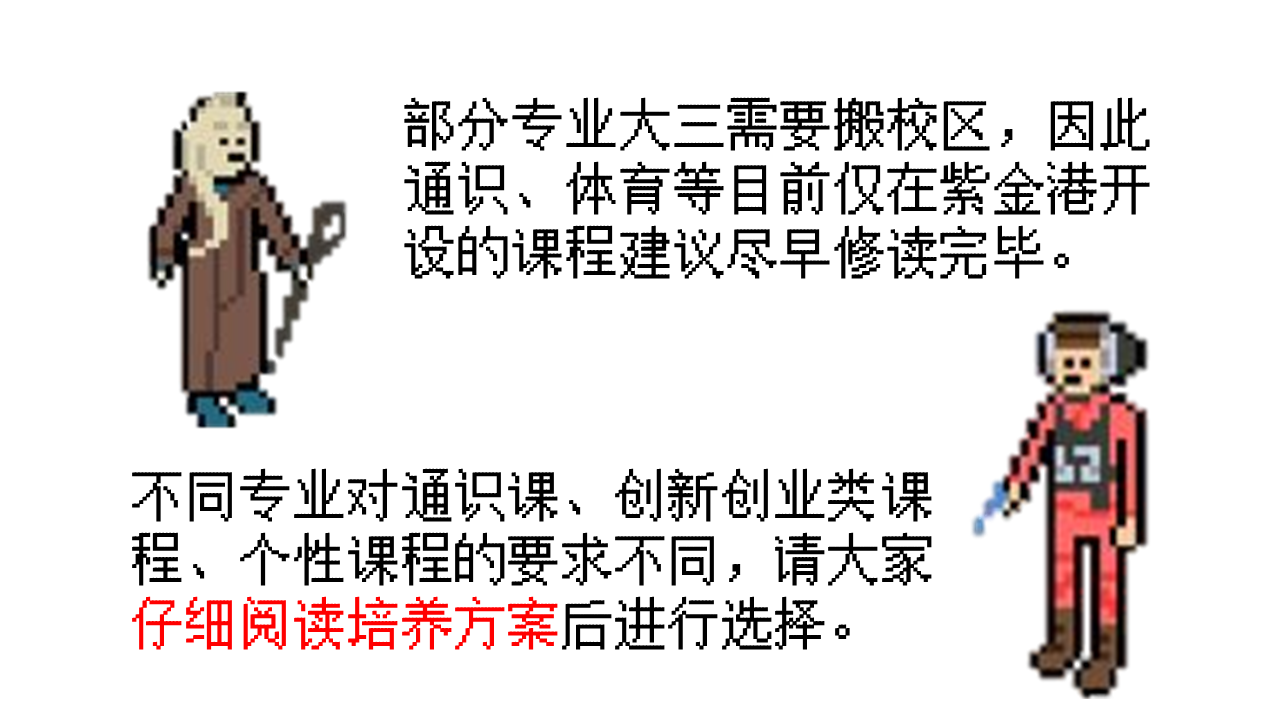 部分专业大三需要搬校区，因此
通识、体育等目前仅在紫金港开
设的课程建议尽早修读完毕。
不同专业对通识课、创新创业类课
程、个性课程的要求不同，请大家
仔细阅读培养方案后进行选择。